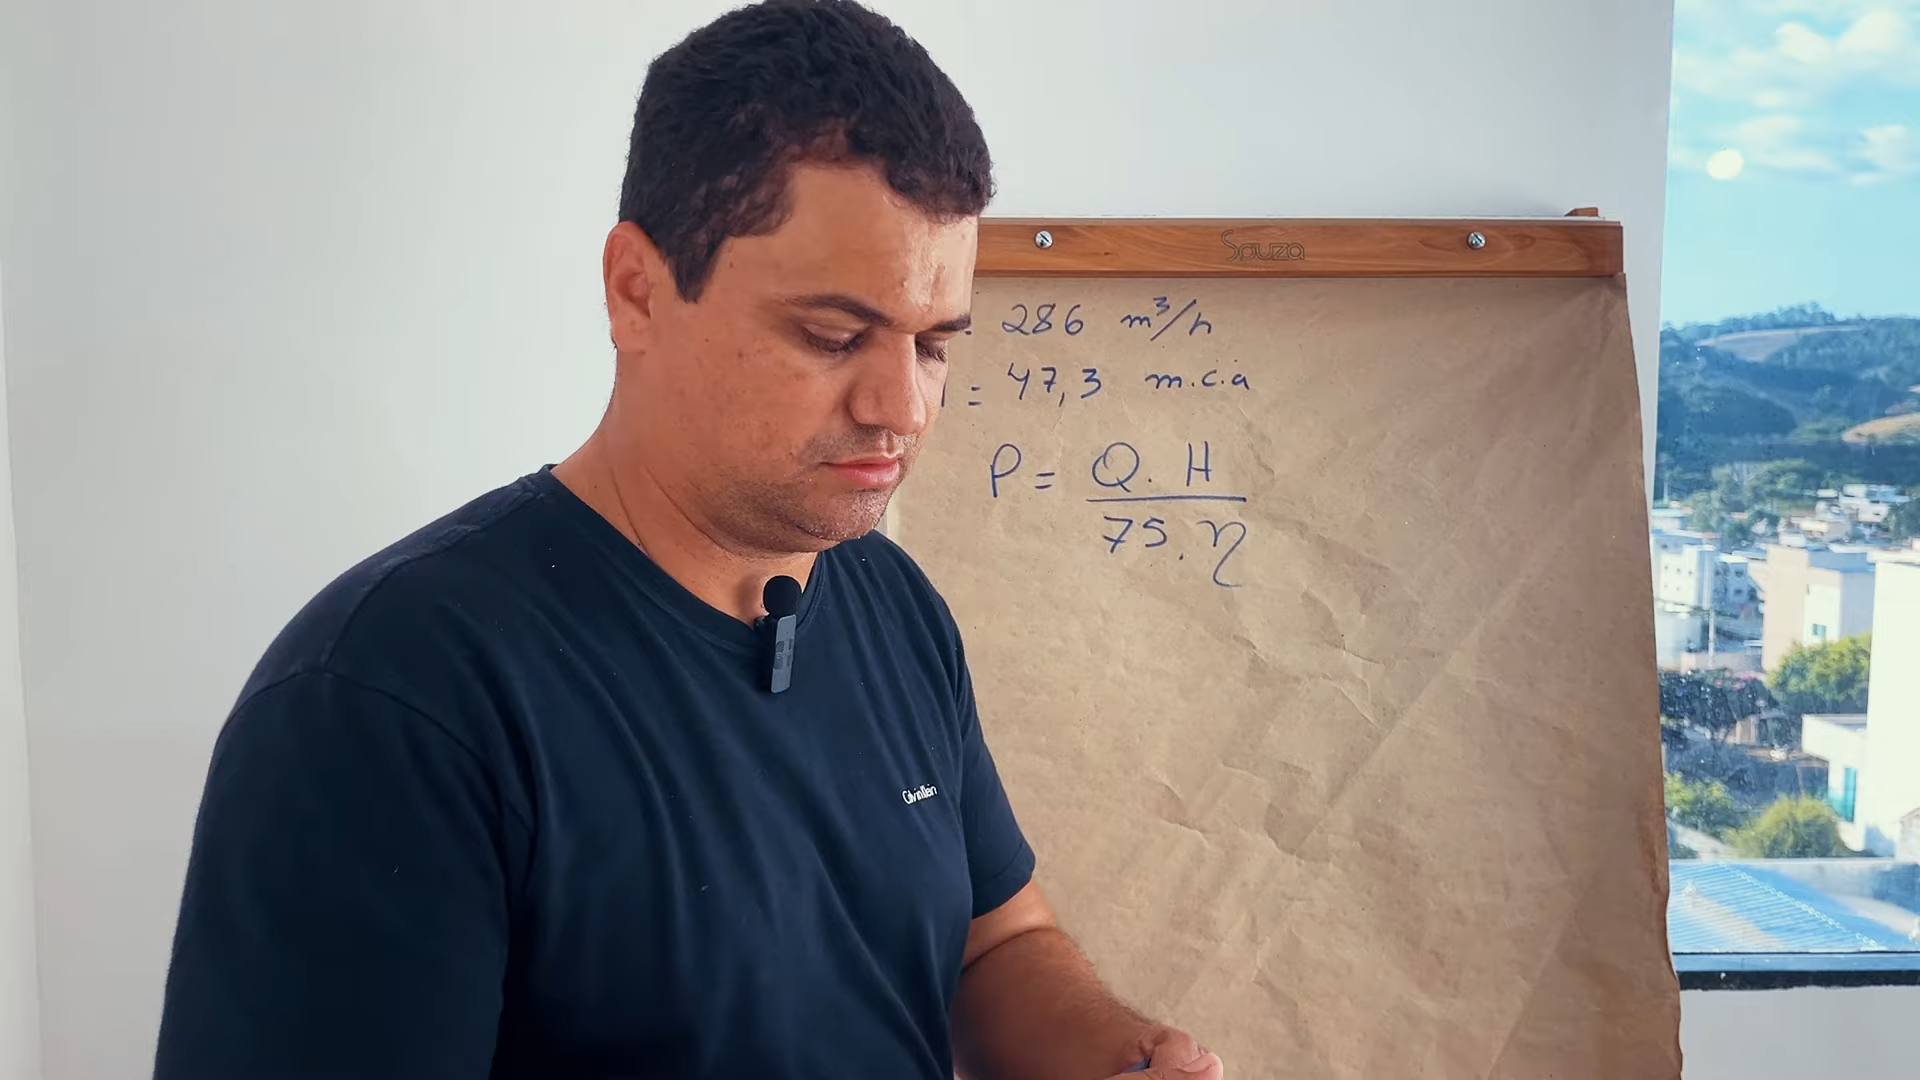 Souza
286 m³/h
= 47,3 m.c.a
P = Q . H
75 . η
Calvin Klein